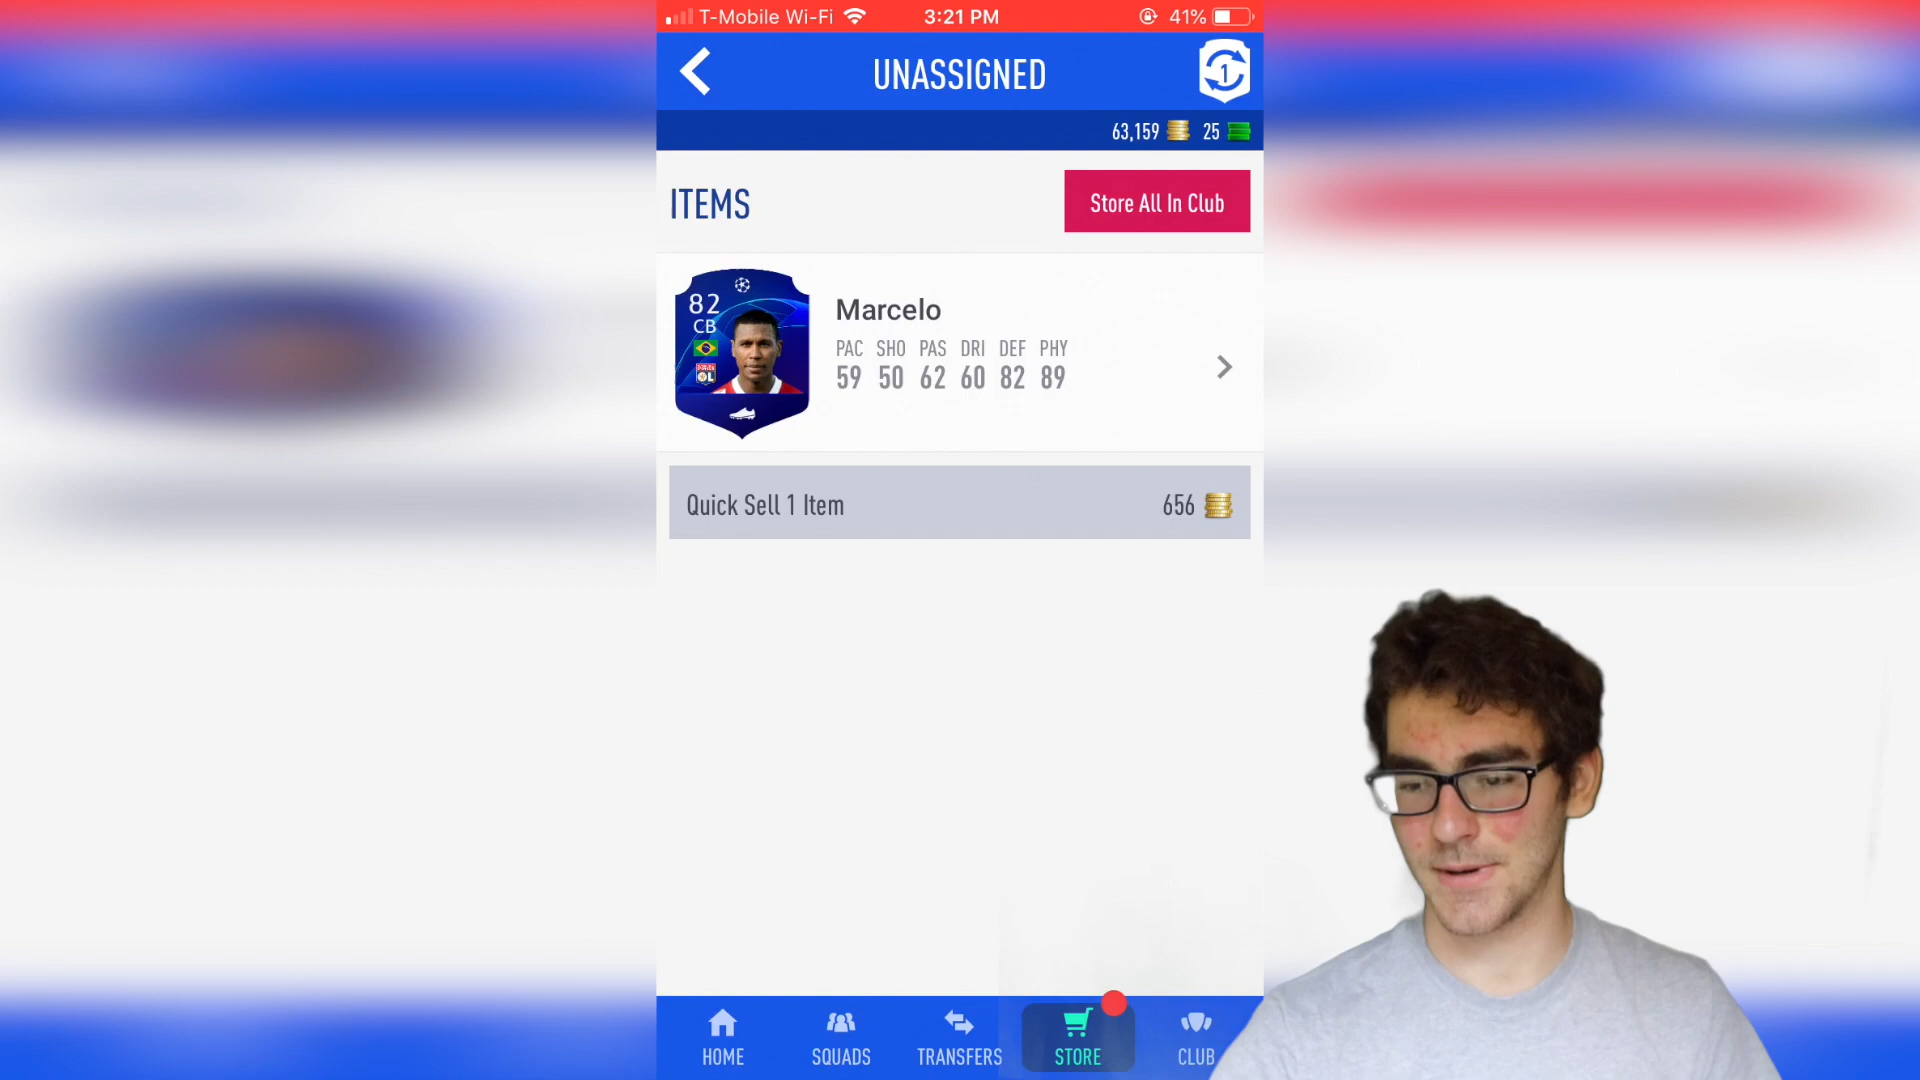 T-Mobile Wi-Fi 3:21 PM 41%
UNASSIGNED
1
63,159 25
ITEMS
Store All In Club
82
CB
OL
Marcelo
PAC SHO PAS DRI DEF PHY
59 50 62 60 82 89
Quick Sell 1 Item 656
HOME SQUADS TRANSFERS STORE CLUB